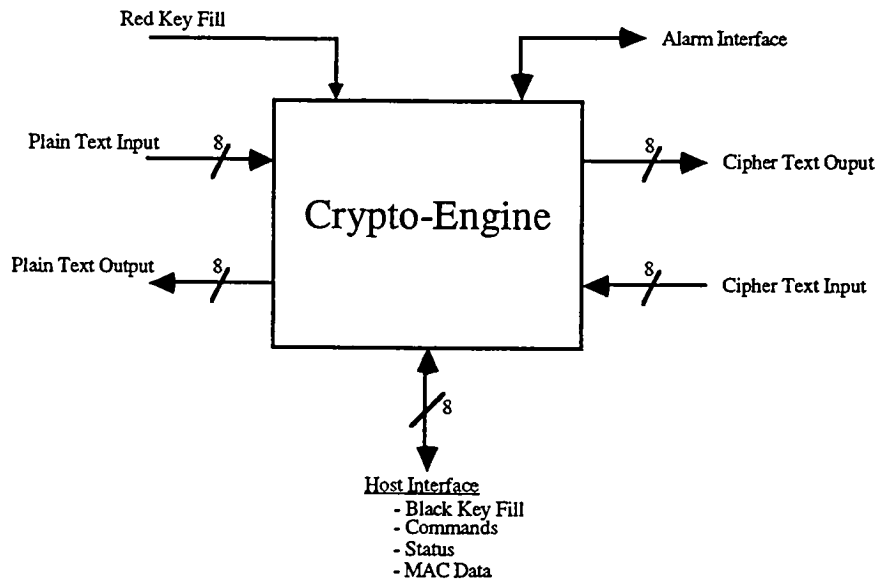 Red Key Fill
Alarm Interface
Plain Text Input
8
8
Cipher Text Ouput
Crypto-Engine
Plain Text Output
8
8
Cipher Text Input
8
Host Interface
- Black Key Fill
- Commands
- Status
- MAC Data